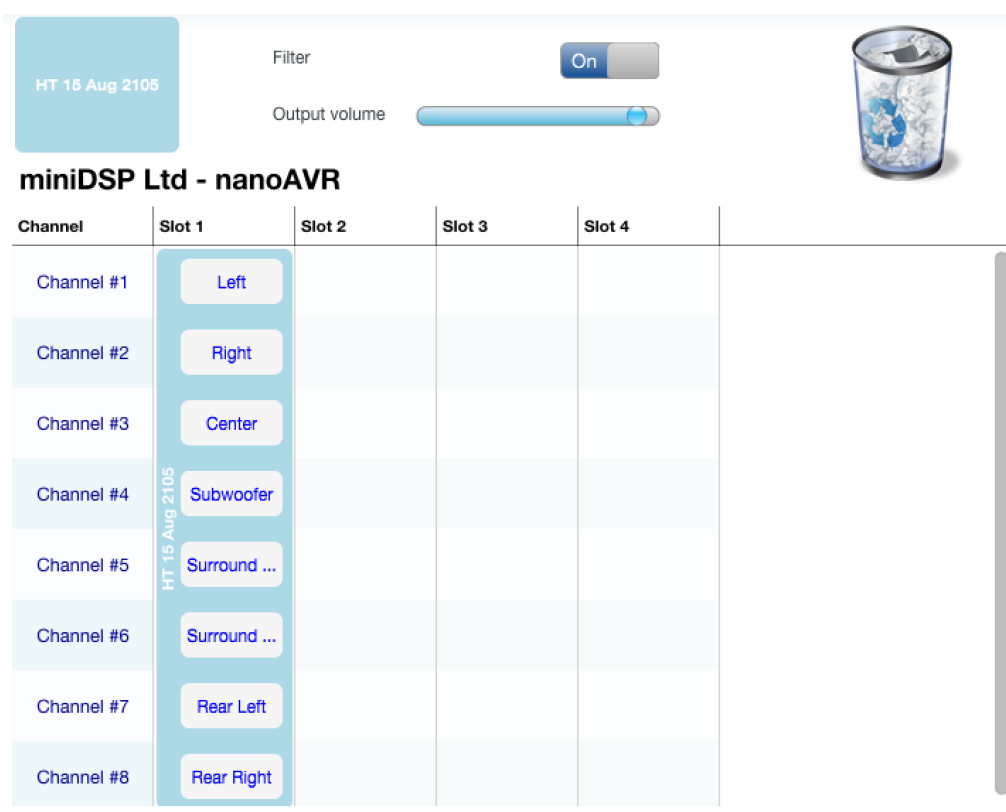 HT 15 Aug 2105
Filter
On
Output volume
miniDSP Ltd - nanoAVR
Channel Slot 1 Slot 2 Slot 3 Slot 4
Channel #1 Left
Channel #2 Right
Channel #3 Center
Channel #4 Subwoofer
HT 15 Aug 2105
Channel #5 Surround ...
Channel #6 Surround ...
Channel #7 Rear Left
Channel #8 Rear Right